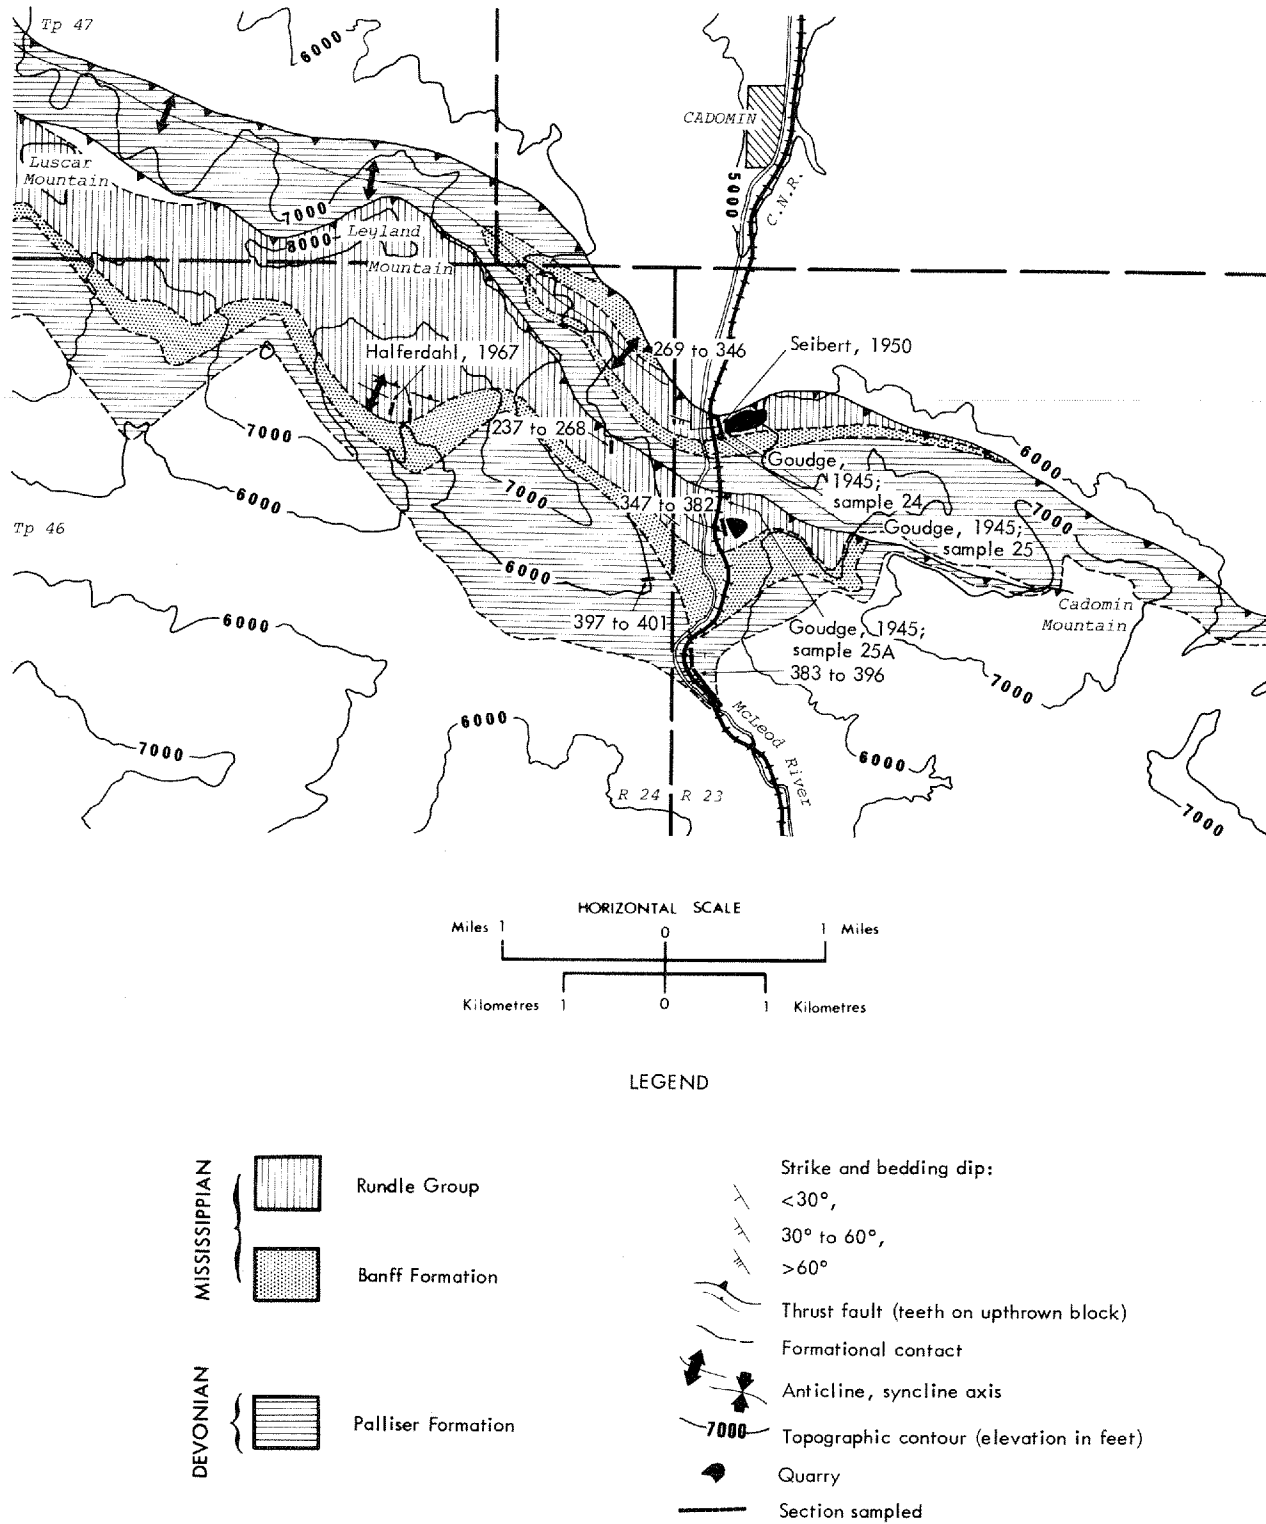 Tp 47
6000
CADOMIN
5000
C.N.R.
Luscar
Mountain
7000
8000
Leyland
Mountain
Halferdahl, 1967
269 to 346
Seibert, 1950
7000
237 to 268
6000
6000
Goudge,
1945;
sample 24
7000
7000
347 to 382
Tp 46
Goudge, 1945;
sample 25
6000
6000
397 to 401
Cadomin
Mountain
Goudge, 1945;
sample 25A
383 to 396
7000
McLeod River
6000
7000
6000
R 24
R 23
7000
HORIZONTAL SCALE
Miles 1 0 1 Miles
Kilometres 1 0 1 Kilometres
LEGEND
MISSISSIPPIAN
Rundle Group
Banff Formation
DEVONIAN
Palliser Formation
Strike and bedding dip:
<30°,
30° to 60°,
>60°
Thrust fault (teeth on upthrown block)
Formational contact
Anticline, syncline axis
7000 Topographic contour (elevation in feet)
Quarry
Section sampled